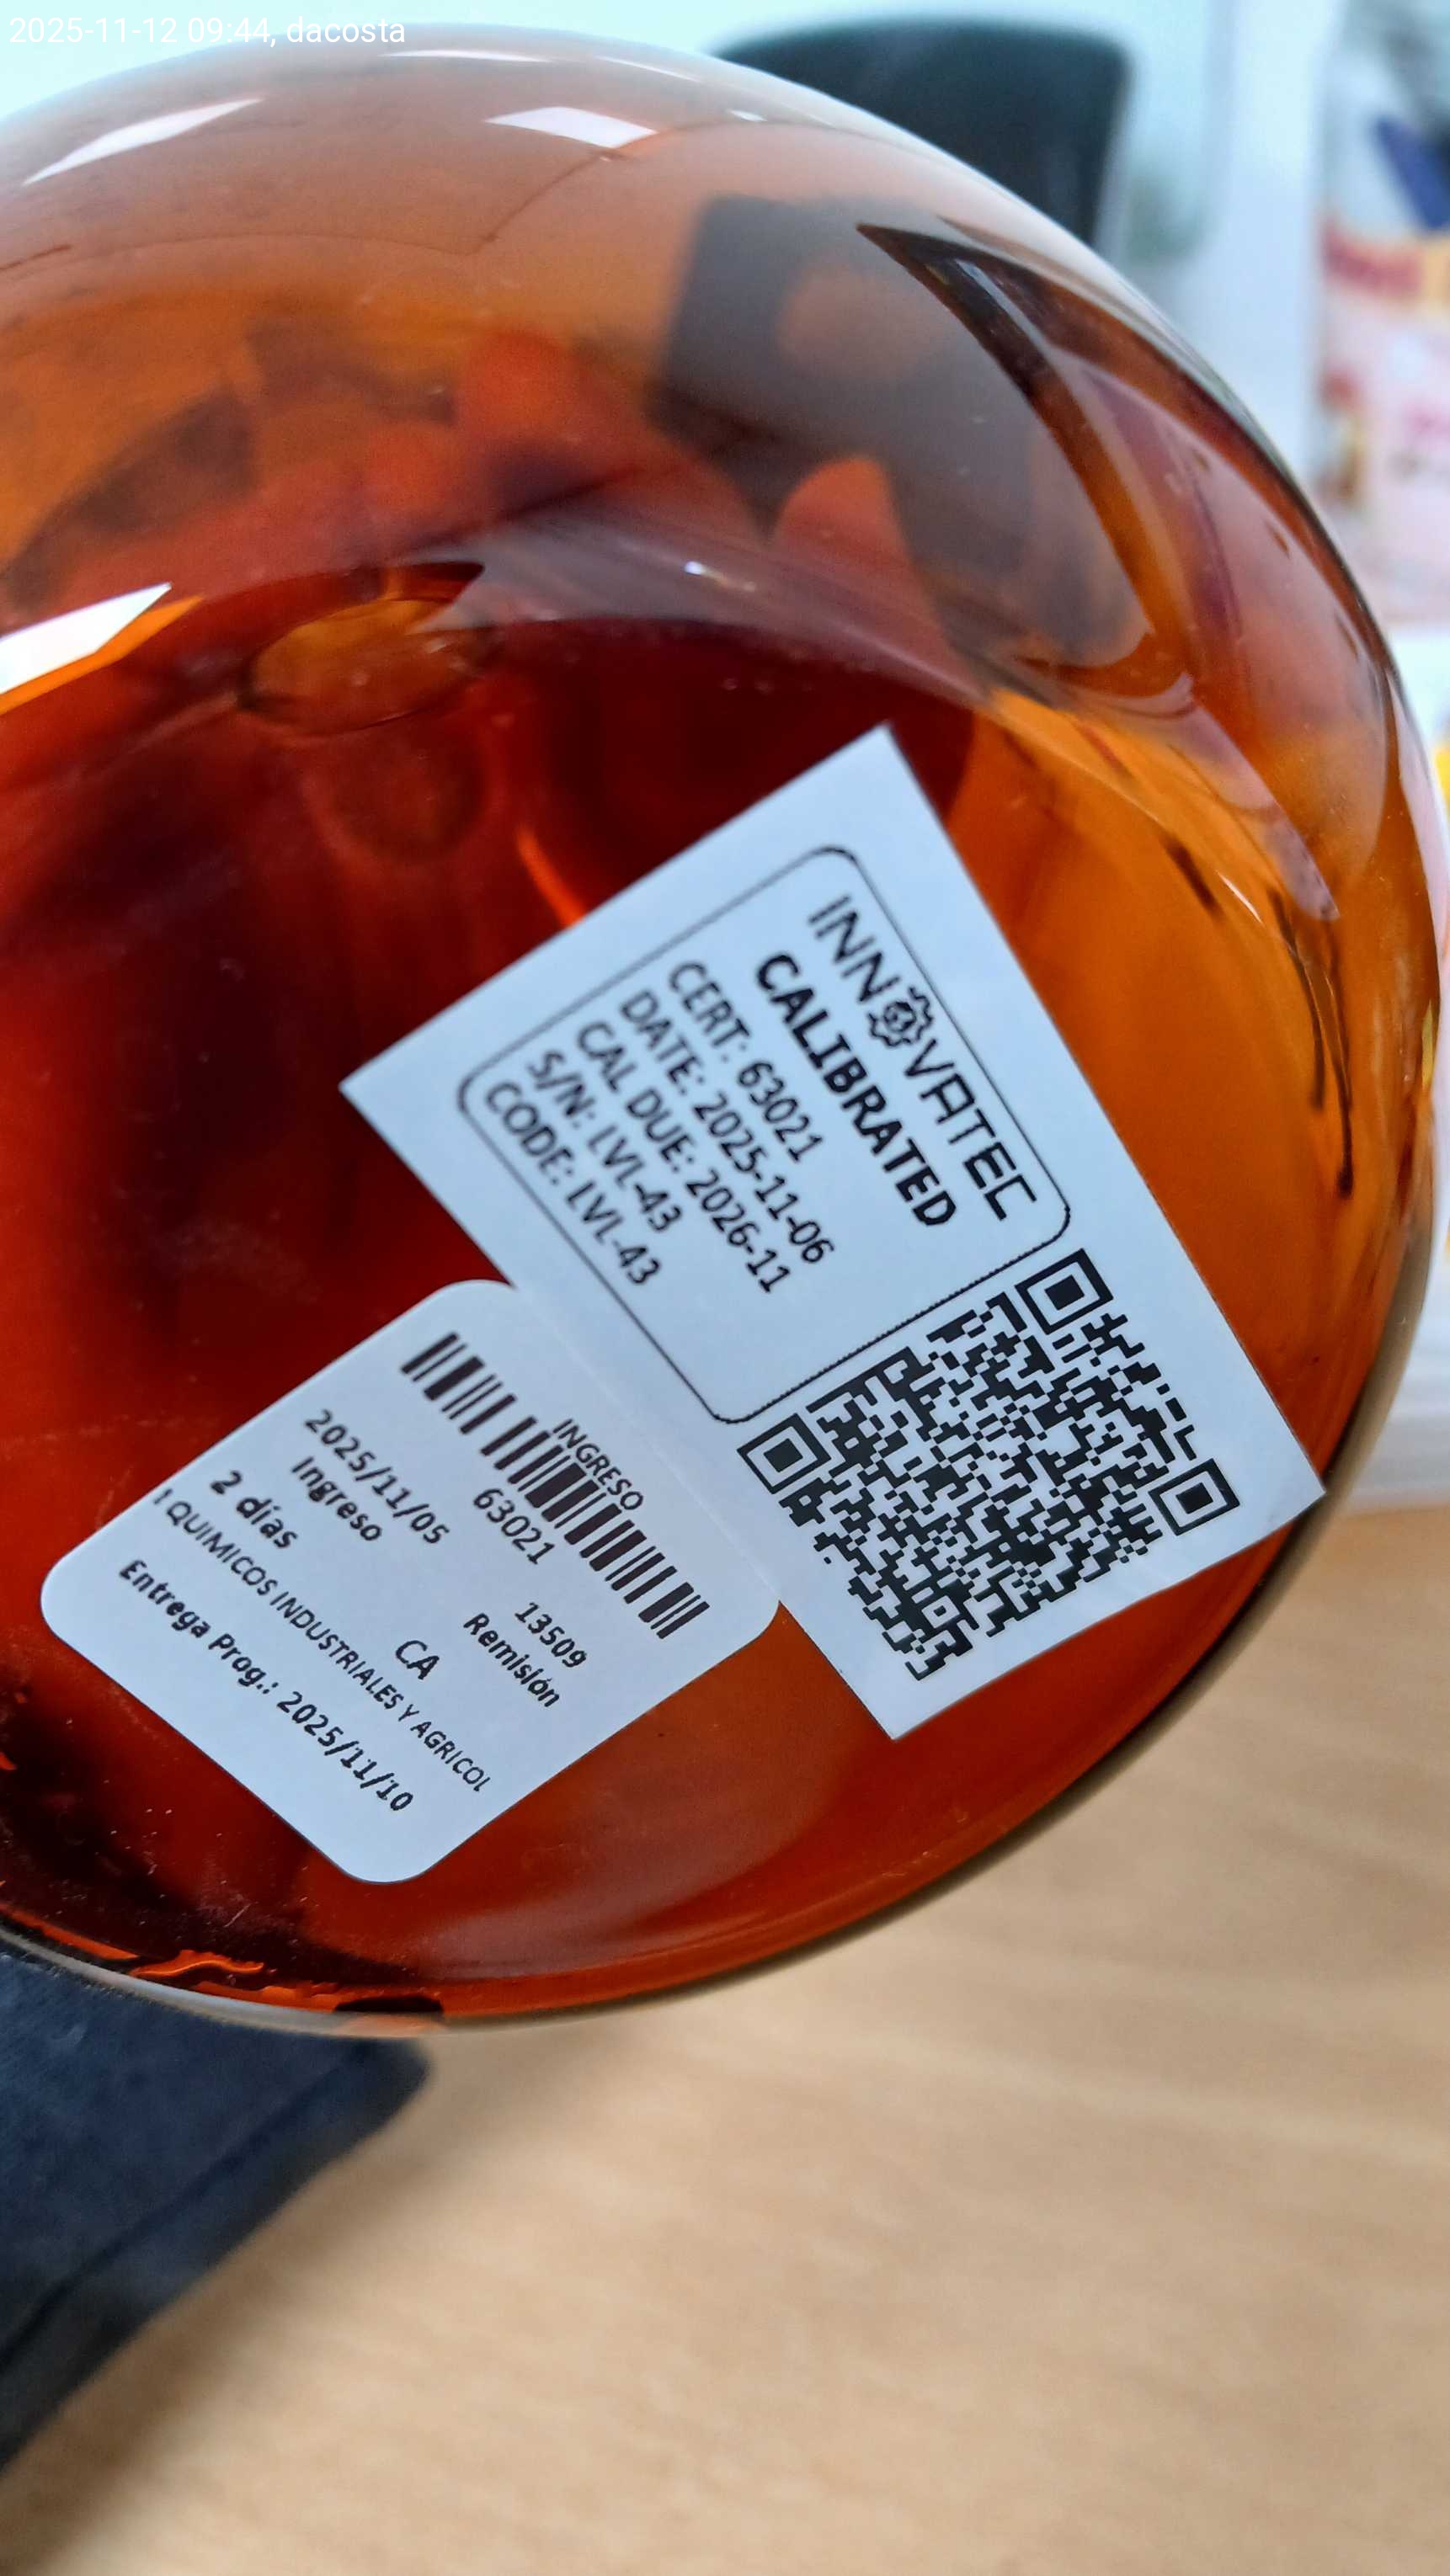 2025-11-12 09:44, dacosta
INNOVATEC
CALIBRATED
CERT: 63021
DATE: 2025-11-06
CAL DUE: 2026-11
S/N: LVL-43
CODE: LVL-43
INGRESO
63021
13509
2025/11/05
Remisión
Ingreso
CA
2 días
QUIMICOS INDUSTRIALES Y AGRICOL
Entrega Prog.: 2025/11/10